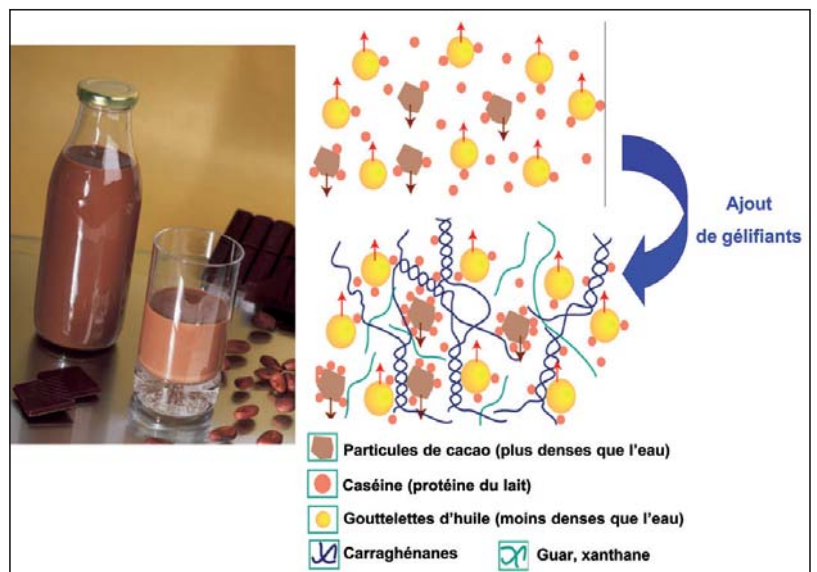 Ajout
de gélifiants
Particules de cacao (plus denses que l'eau)
Caséine (protéine du lait)
Gouttelettes d'huile (moins denses que l'eau)
Carraghénanes
Guar, xanthane